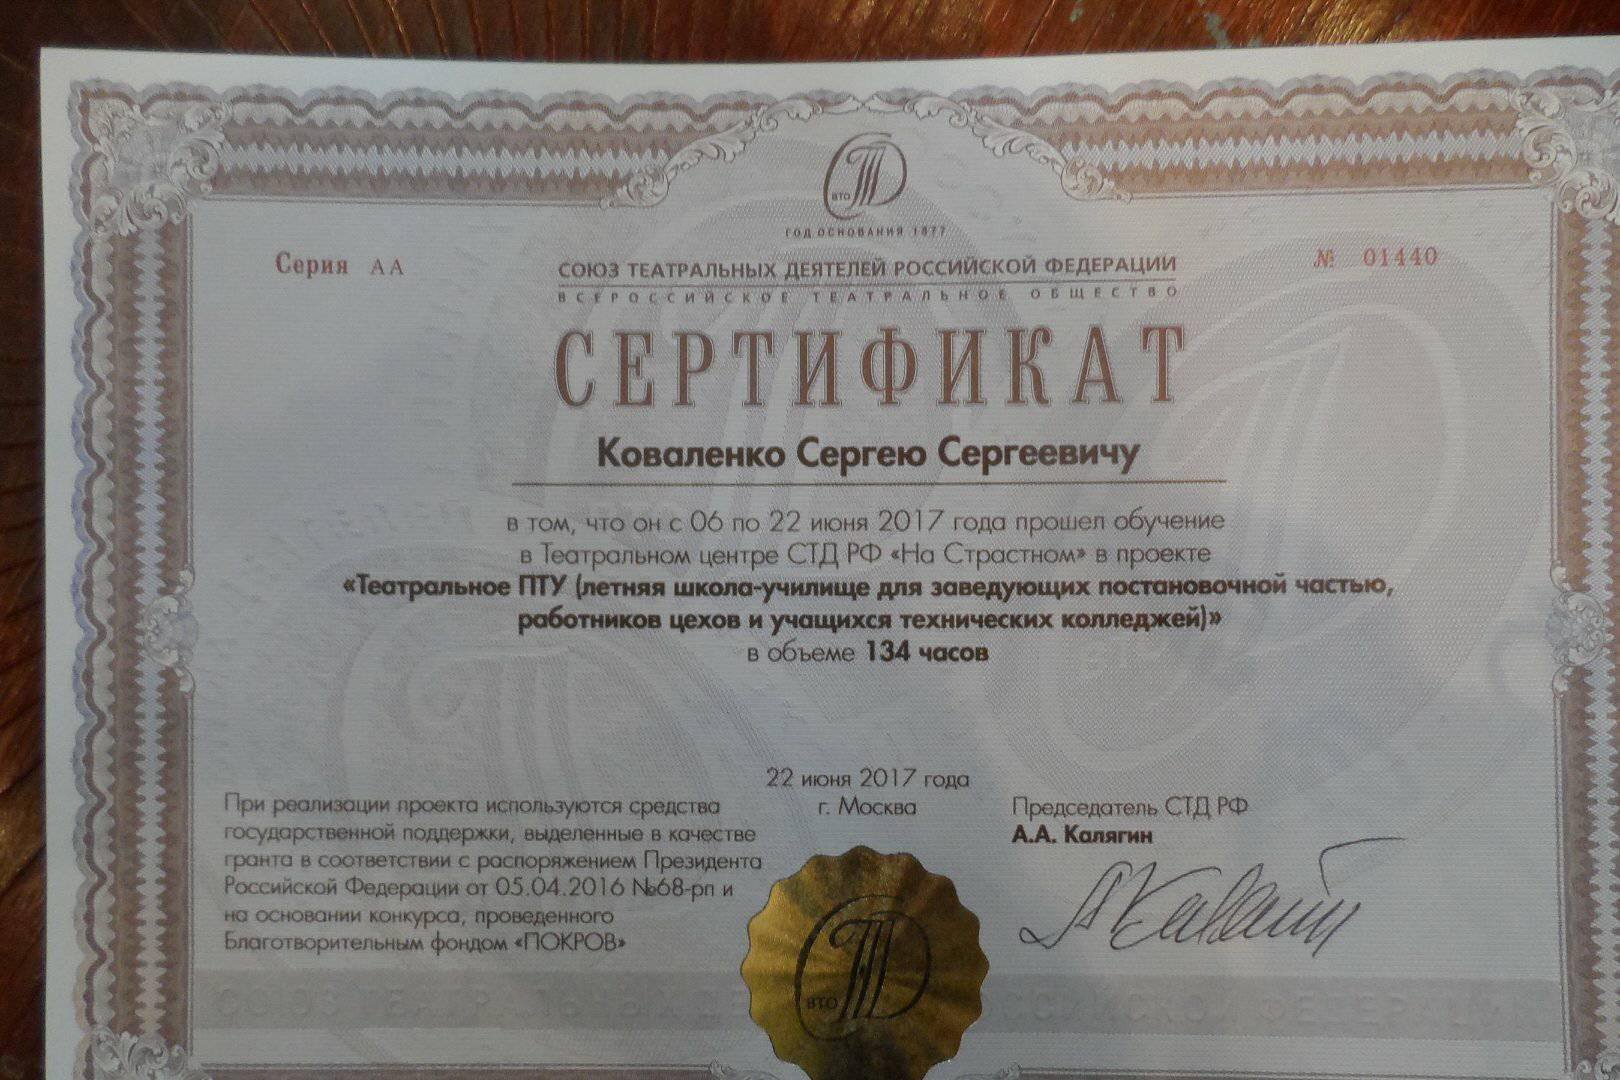 ВТО
ГОД ОСНОВАНИЯ 1877
Серия АА
№ 01440
СОЮЗ ТЕАТРАЛЬНЫХ ДЕЯТЕЛЕЙ РОССИЙСКОЙ ФЕДЕРАЦИИ
ВСЕРОССИЙСКОЕ ТЕАТРАЛЬНОЕ ОБЩЕСТВО
СЕРТИФИКАТ
Коваленко Сергею Сергеевичу
в том, что он с 06 по 22 июня 2017 года прошел обучение
в Театральном центре СТД РФ «На Страстном» в проекте
«Театральное ПТУ (летняя школа-училище для заведующих постановочной частью,
работников цехов и учащихся технических колледжей)»
в объеме 134 часов
22 июня 2017 года
г. Москва
При реализации проекта используются средства
государственной поддержки, выделенные в качестве
гранта в соответствии с распоряжением Президента
Российской Федерации от 05.04.2016 №68-рп и
на основании конкурса, проведенного
Благотворительным фондом «ПОКРОВ»
Председатель СТД РФ
А.А. Калягин
ВТО